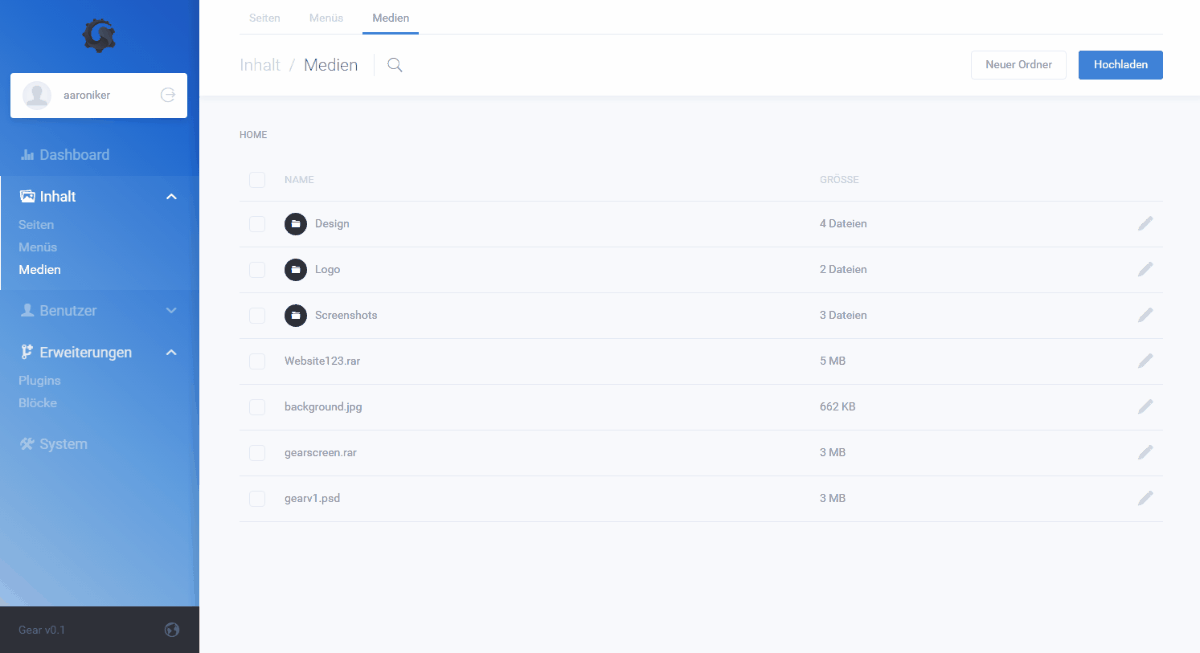 Seiten Menüs Medien
Inhalt / Medien
Neuer Ordner
Hochladen
aaroniker
Dashboard
Inhalt
Seiten
Menüs
Medien
Benutzer
Erweiterungen
Plugins
Blöcke
System
Gear v0.1
HOME
NAME GRÖSSE
Design 4 Dateien
Logo 2 Dateien
Screenshots 3 Dateien
Website123.rar 5 MB
background.jpg 662 KB
gearscreen.rar 3 MB
gearv1.psd 3 MB